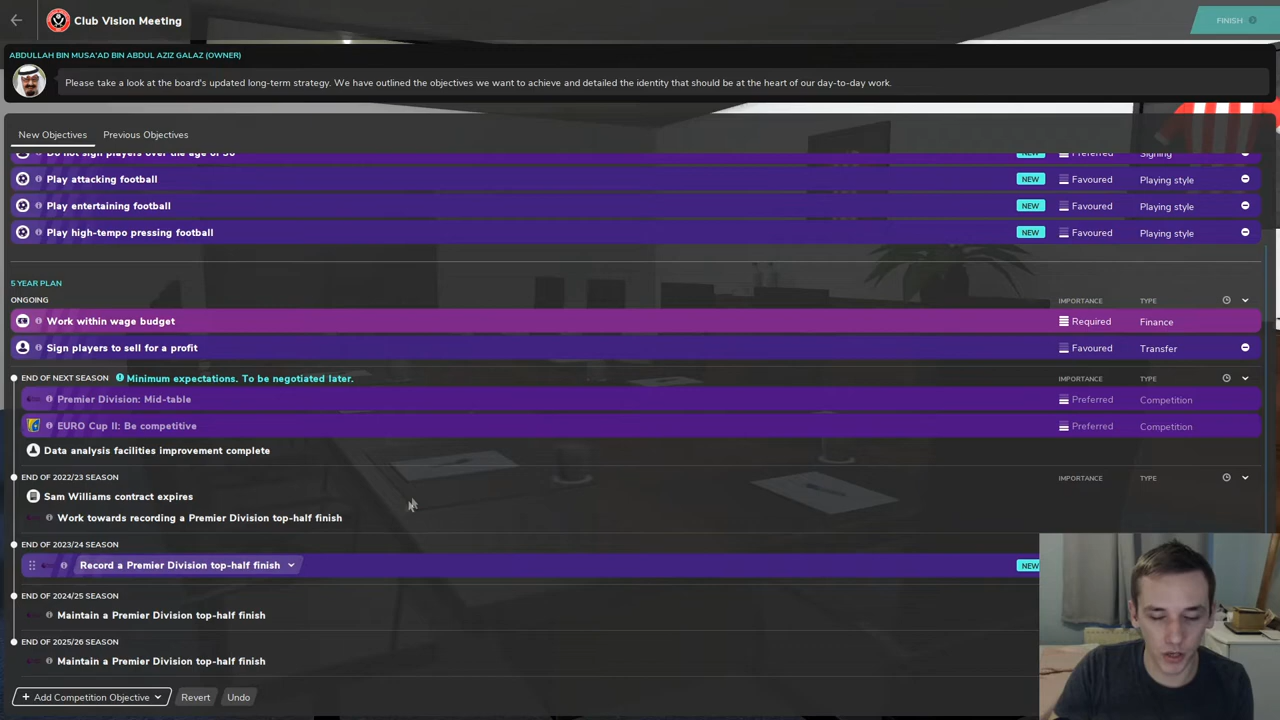 Club Vision Meeting
FINISH
ABDULLAH BIN MUSA'AD BIN ABDUL AZIZ GALAZ (OWNER)
Please take a look at the board's updated long-term strategy. We have outlined the objectives we want to achieve and detailed the identity that should be at the heart of our day-to-day work.
New Objectives Previous Objectives
Do not sign players over the age of 30 NEW Preferred Signing
Play attacking football NEW Favoured Playing style
Play entertaining football NEW Favoured Playing style
Play high-tempo pressing football NEW Favoured Playing style
5 YEAR PLAN
ONGOING IMPORTANCE TYPE
Work within wage budget Required Finance
Sign players to sell for a profit Favoured Transfer
END OF NEXT SEASON Minimum expectations. To be negotiated later. IMPORTANCE TYPE
Premier Division: Mid-table Preferred Competition
EURO Cup II: Be competitive Preferred Competition
Data analysis facilities improvement complete
END OF 2022/23 SEASON IMPORTANCE TYPE
Sam Williams contract expires
Work towards recording a Premier Division top-half finish
END OF 2023/24 SEASON
Record a Premier Division top-half finish NEW
END OF 2024/25 SEASON
Maintain a Premier Division top-half finish
END OF 2025/26 SEASON
Maintain a Premier Division top-half finish
+ Add Competition Objective Revert Undo